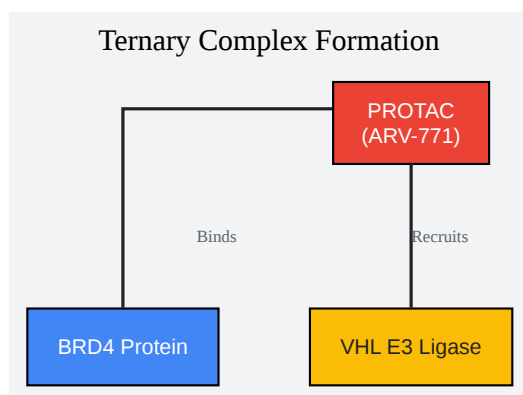 Ternary Complex Formation
PROTAC
(ARV-771)
Binds
Recruits
BRD4 Protein
VHL E3 Ligase